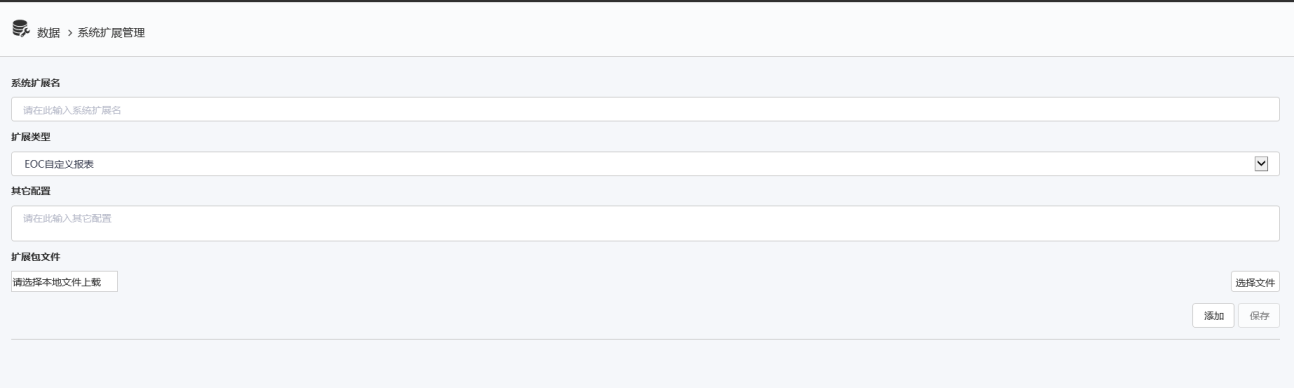 数据 > 系统扩展管理
系统扩展名
请在此输入系统扩展名
扩展类型
EOC自定义报表
其它配置
请在此输入其它配置
扩展包文件
请选择本地文件上载 选择文件
添加 保存